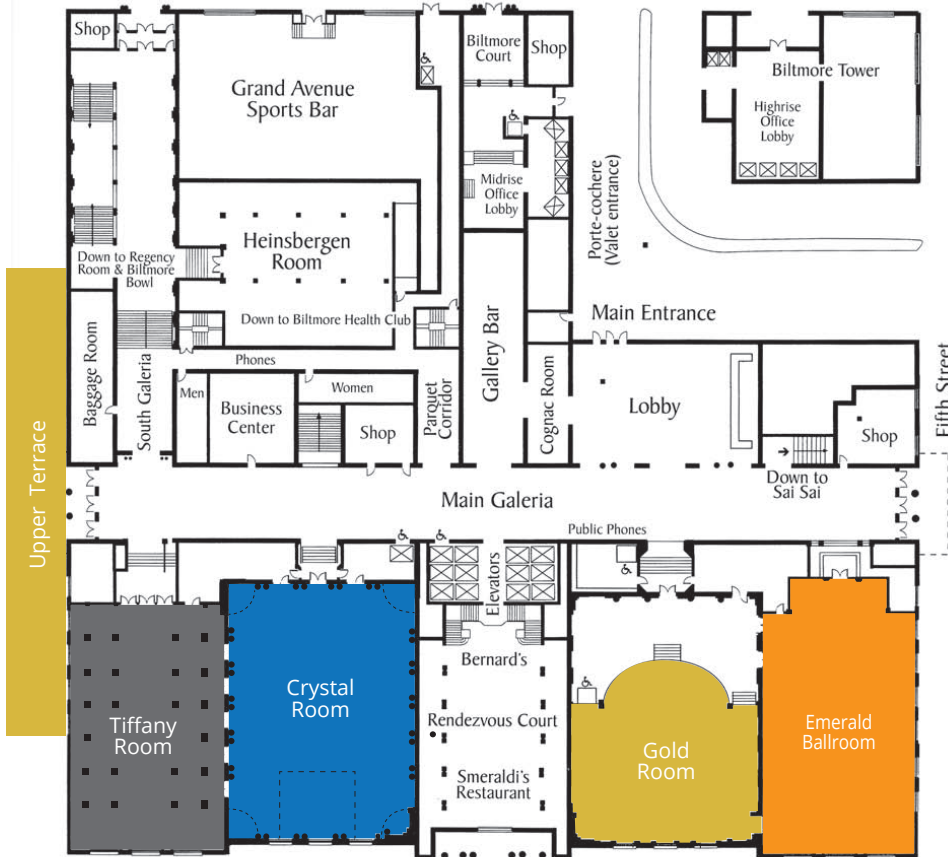 Shop
Grand Avenue
Sports Bar
Biltmore
Court
Shop
Biltmore Tower
Highrise
Office
Lobby
Midrise
Office
Lobby
Porte-cochere
(Valet entrance)
Heinsbergen
Room
Down to Regency
Room & Biltmore
Bowl
Down to Biltmore Health Club
Main Entrance
Phones
Baggage Room
South Galeria
Men
Women
Business
Center
Shop
Parquet
Corridor
Gallery Bar
Cognac Room
Lobby
Shop
Fifth Street
Down to
Sai Sai
Upper Terrace
Main Galeria
Public Phones
Elevators
Bernard's
Rendezvous Court
Smeraldi's
Restaurant
Tiffany
Room
Crystal
Room
Gold
Room
Emerald
Ballroom